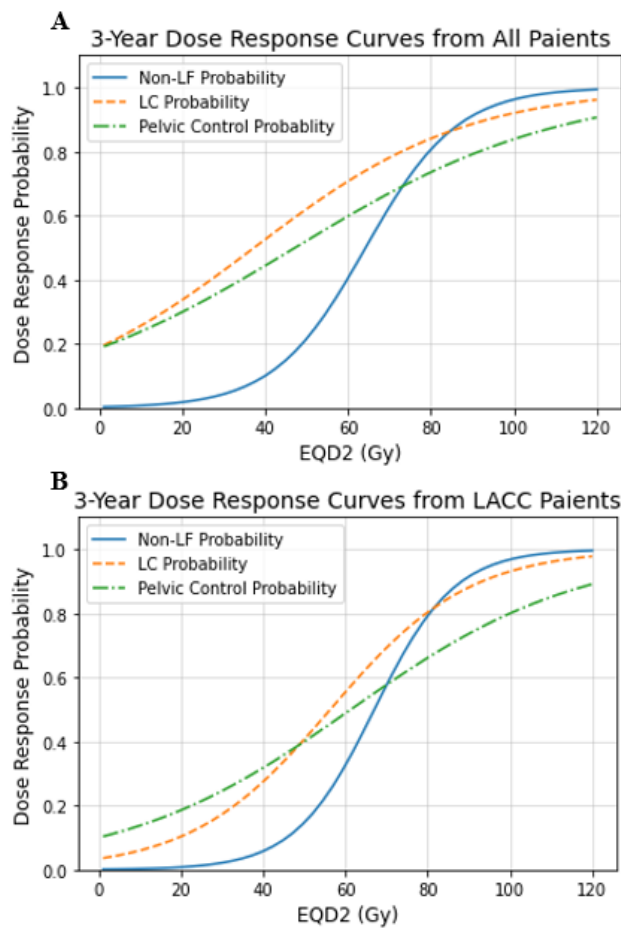 A
3-Year Dose Response Curves from All Paients
Non-LF Probability
LC Probability
Pelvic Control Probablity
Dose Response Probability
1.0
0.8
0.6
0.4
0.2
0.0
0 20 40 60 80 100 120
EQD2 (Gy)
B
3-Year Dose Response Curves from LACC Paients
Non-LF Probability
LC Probability
Pelvic Control Probability
Dose Response Probability
1.0
0.8
0.6
0.4
0.2
0.0
0 20 40 60 80 100 120
EQD2 (Gy)